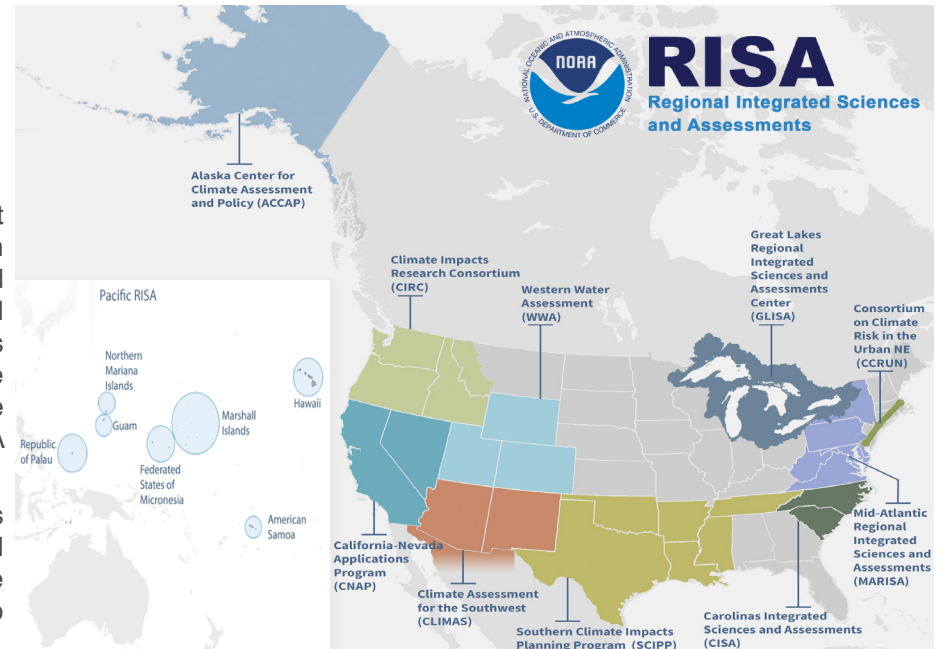 NATIONAL OCEANIC AND ATMOSPHERIC ADMINISTRATION
NOAA
U.S. DEPARTMENT OF COMMERCE
RISA
Regional Integrated Sciences
and Assessments
Alaska Center for
Climate Assessment
and Policy (ACCAP)
Climate Impacts
Research Consortium
(CIRC)
Western Water
Assessment
(WWA)
Great Lakes
Regional
Integrated
Sciences and
Assessments
Center
(GLISA)
Consortium
on Climate
Risk in the
Urban NE
(CCRUN)
Pacific RISA
Northern
Mariana
Islands
Guam
Republic
of Palau
Federated
States of
Micronesia
Marshall
Islands
Hawaii
American
Samoa
California-Nevada
Applications
Program
(CNAP)
Climate Assessment
for the Southwest
(CLIMAS)
Southern Climate Impacts
Planning Program (SCIPP)
Carolinas Integrated
Sciences and Assessments
(CISA)
Mid-Atlantic
Regional
Integrated
Sciences and
Assessments
(MARISA)